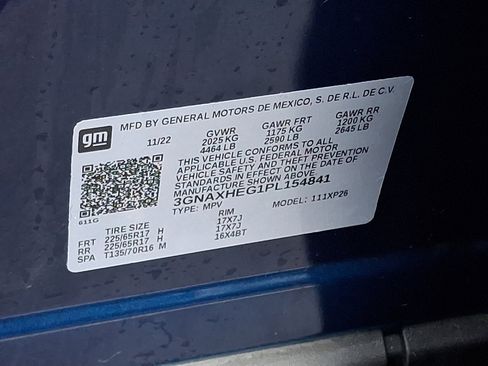 gm
MFD BY GENERAL MOTORS DE MEXICO, S. DE R.L. DE C.V.
11/22 GVWR GAWR FRT GAWR RR
2025 KG 1175 KG 1200 KG
4464 LB 2590 LB 2645 LB
THIS VEHICLE CONFORMS TO ALL
APPLICABLE U.S. FEDERAL MOTOR
VEHICLE SAFETY AND THEFT PREVENTION
STANDARDS IN EFFECT ON THE DATE OF
MANUFACTURE SHOWN ABOVE.
3GNAXHEG1PL154841
TYPE: MPV MODEL: 111XP26
611G
TIRE SIZE RIM
FRT 225/65R17 H 17X7J
RR 225/65R17 H 17X7J
SPA T135/70R16 M 16X4BT